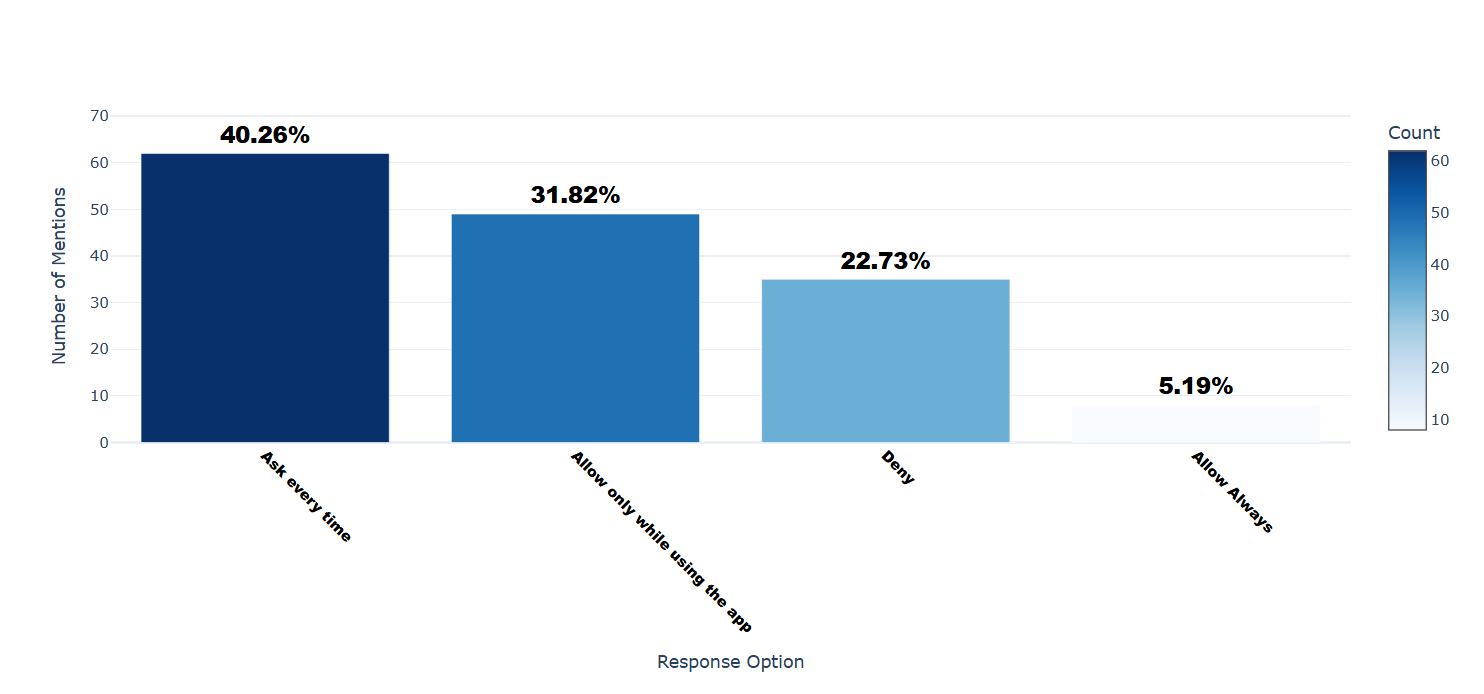 70
60
50
40
30
20
10
0
Number of Mentions
40.26%
31.82%
22.73%
5.19%
Ask every time
Allow only while using the app
Deny
Allow Always
Response Option
Count
60
50
40
30
20
10